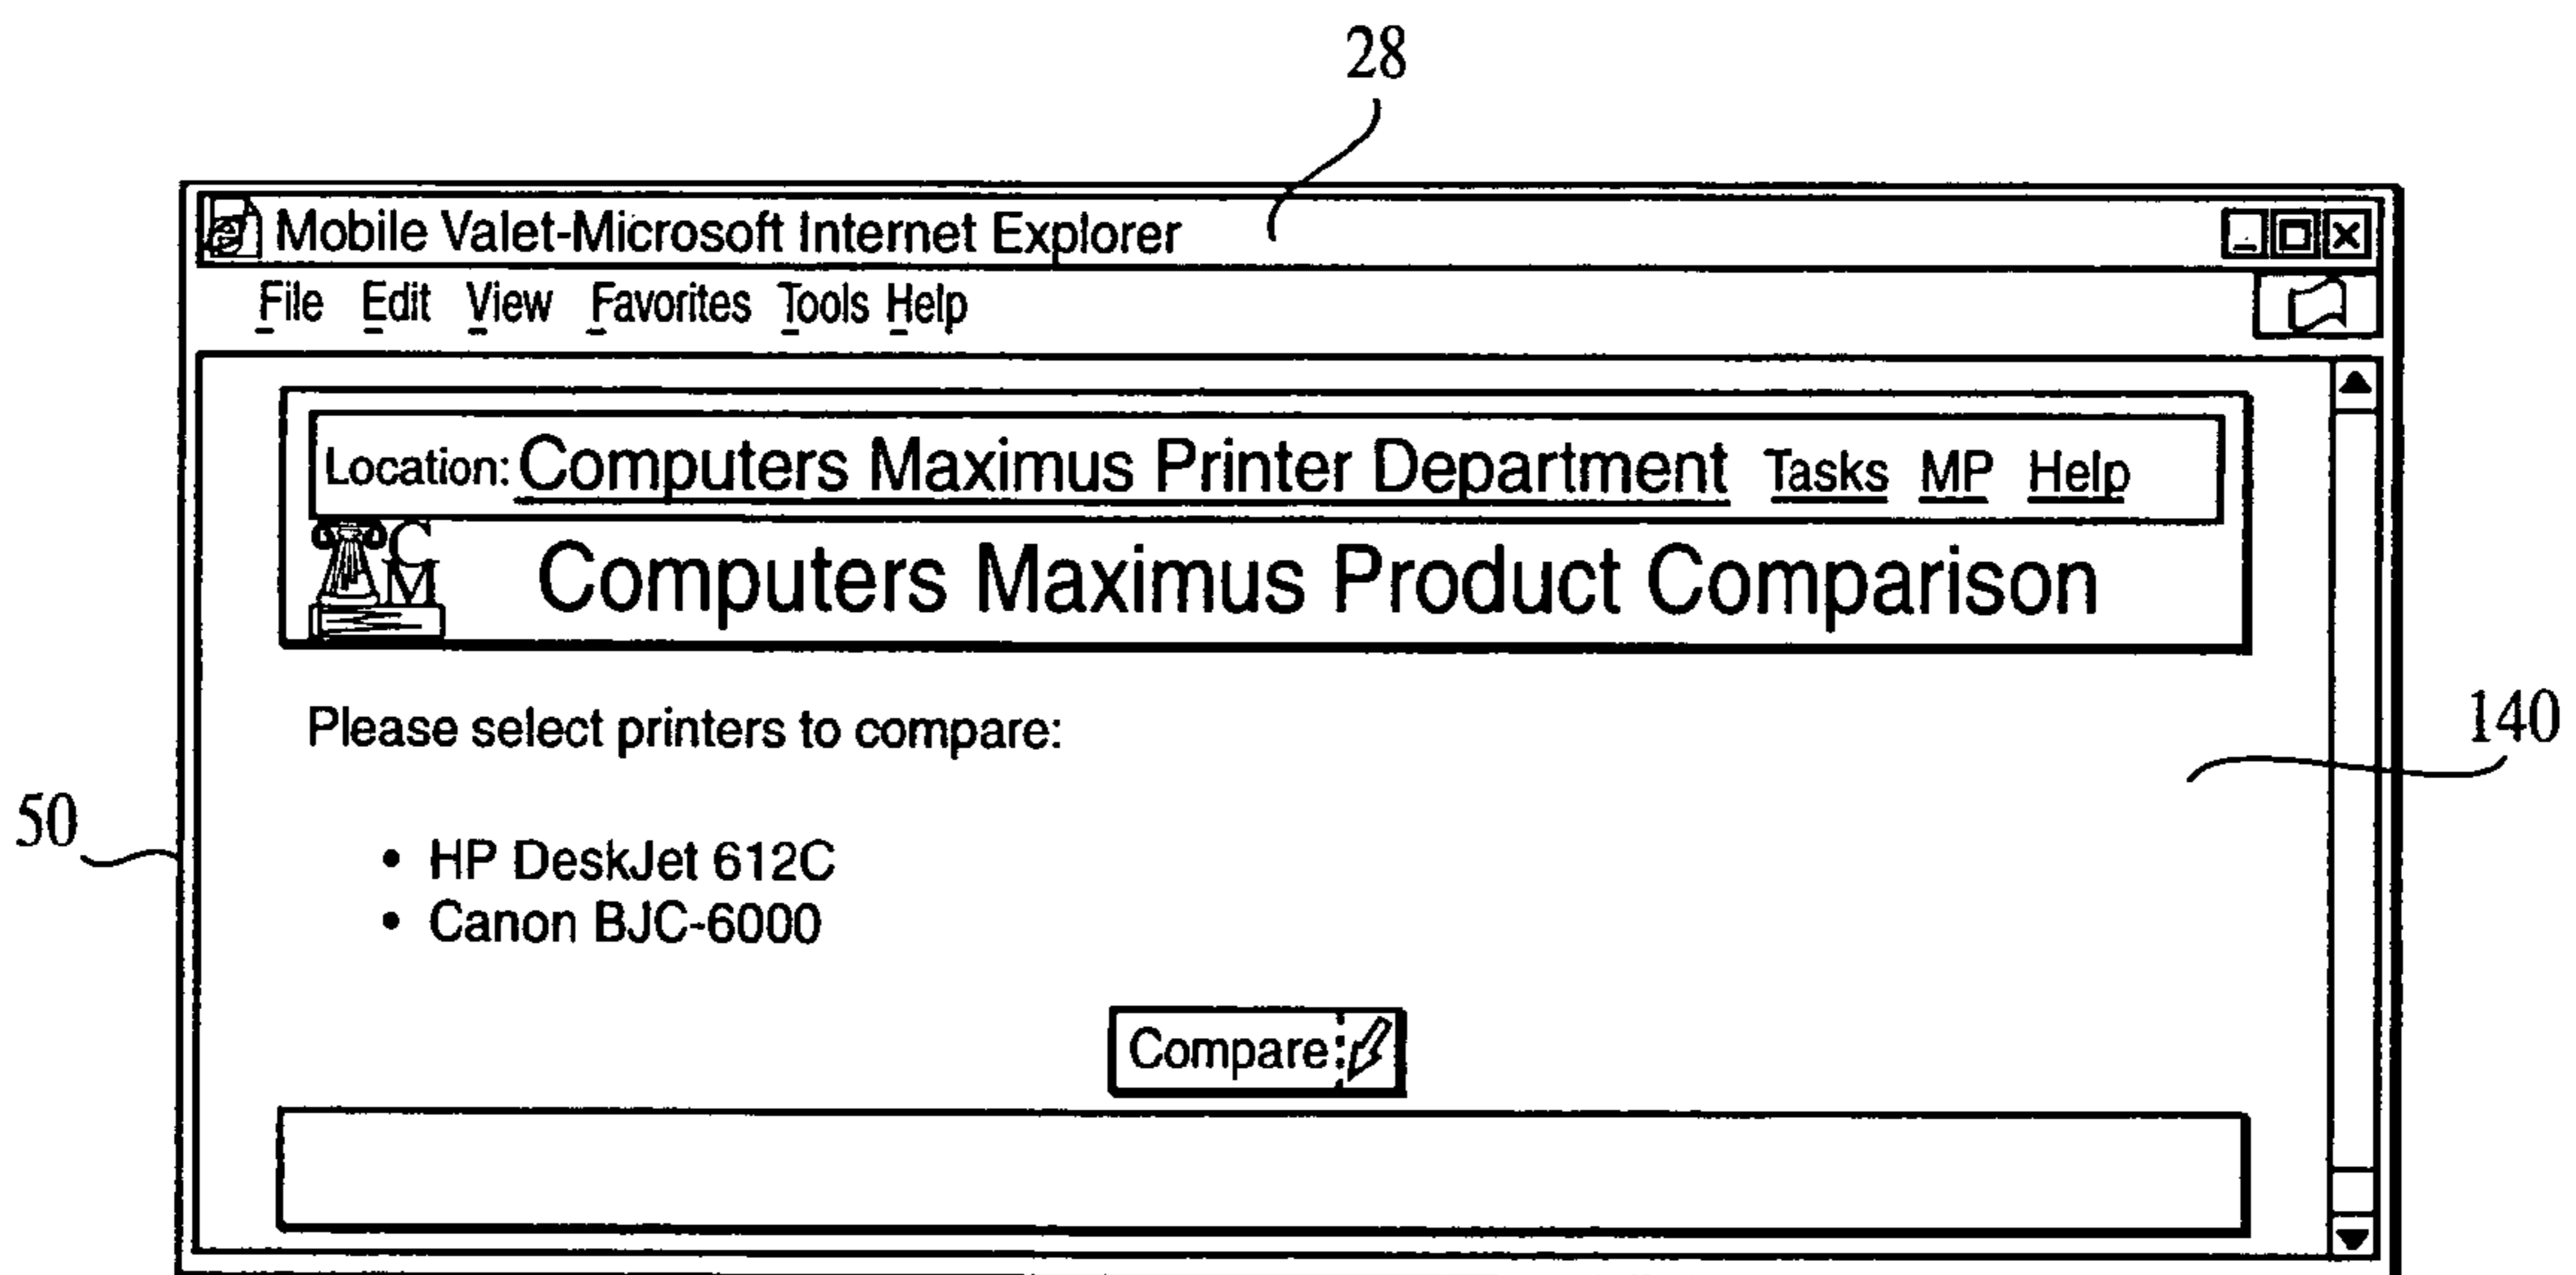 28
Mobile Valet-Microsoft Internet Explorer
File Edit View Favorites Tools Help
Location: Computers Maximus Printer Department Tasks MP Help
CM
Computers Maximus Product Comparison
Please select printers to compare:
140
50
• HP DeskJet 612C
• Canon BJC-6000
Compare